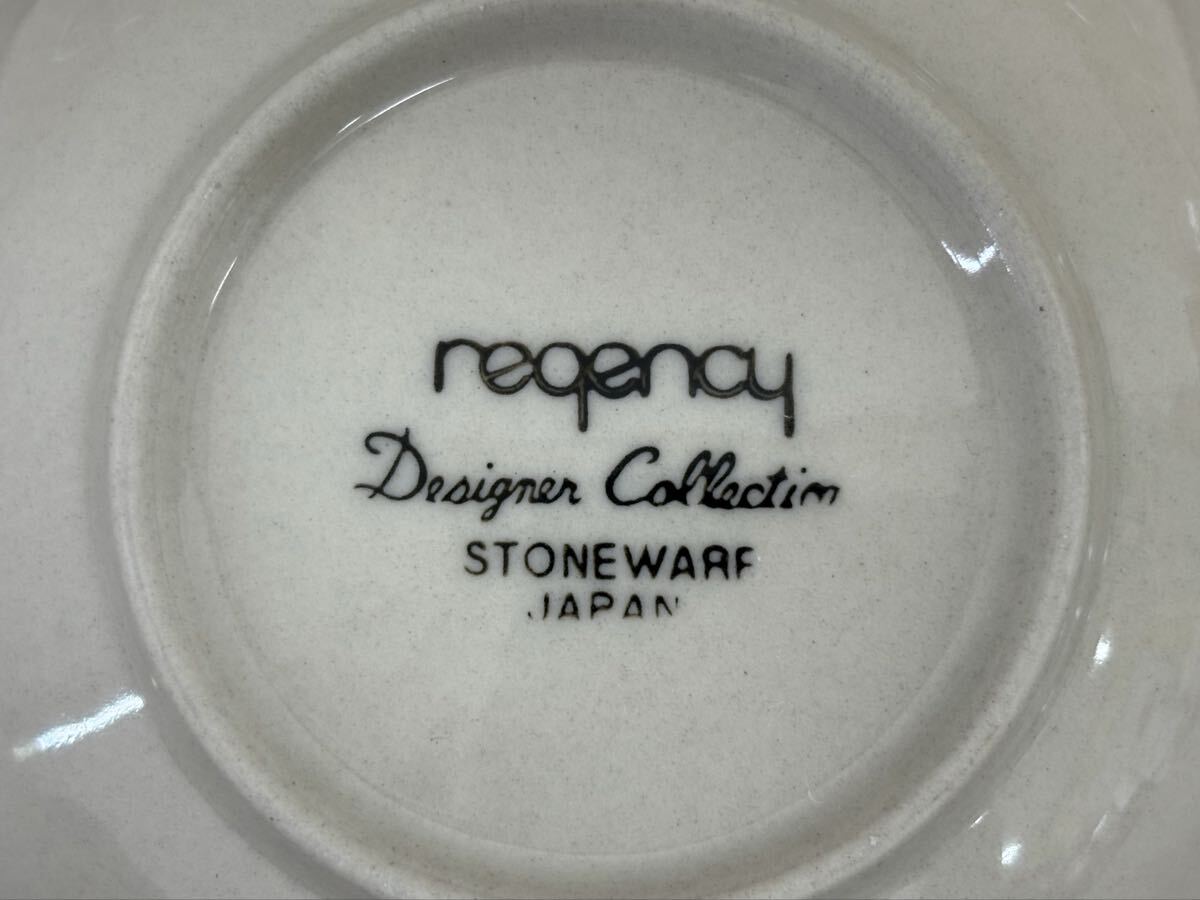 regency
Designer Collection
STONEWARE
JAPAN